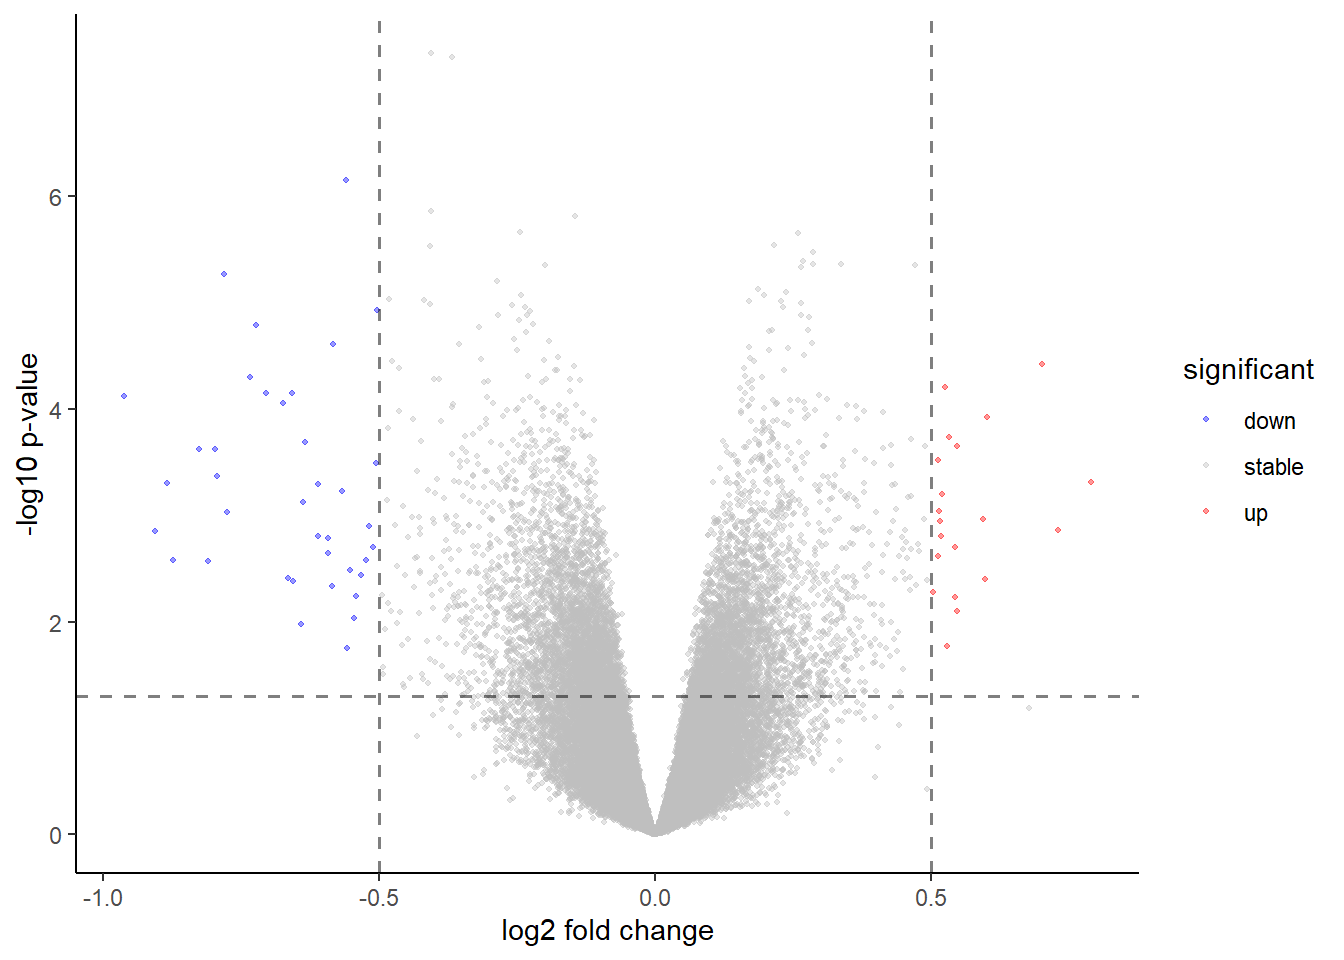 -log10 p-value
6
4
2
0
-1.0
-0.5
0.0
0.5
log2 fold change
significant
down
stable
up